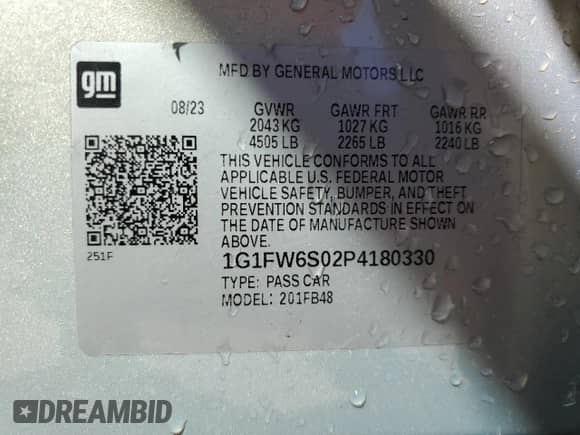 gm
MFD BY GENERAL MOTORS LLC
08/23 GVWR GAWR FRT GAWR RR
2043 KG 1027 KG 1016 KG
4505 LB 2265 LB 2240 LB
THIS VEHICLE CONFORMS TO ALL
APPLICABLE U.S. FEDERAL MOTOR
VEHICLE SAFETY, BUMPER, AND THEFT
PREVENTION STANDARDS IN EFFECT ON
THE DATE OF MANUFACTURE SHOWN
ABOVE.
251F
1G1FW6S02P4180330
TYPE: PASS CAR
MODEL: 201FB48
DREAMBID